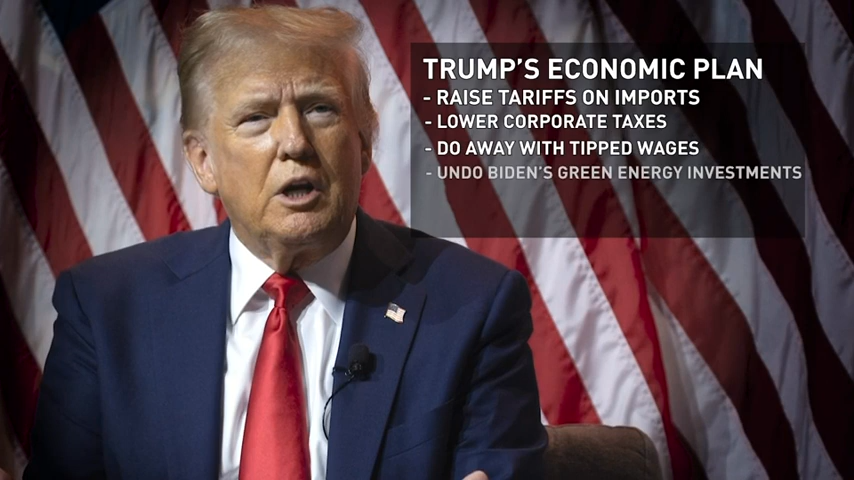 TRUMP'S ECONOMIC PLAN
- RAISE TARIFFS ON IMPORTS
- LOWER CORPORATE TAXES
- DO AWAY WITH TIPPED WAGES
- UNDO BIDEN'S GREEN ENERGY INVESTMENTS